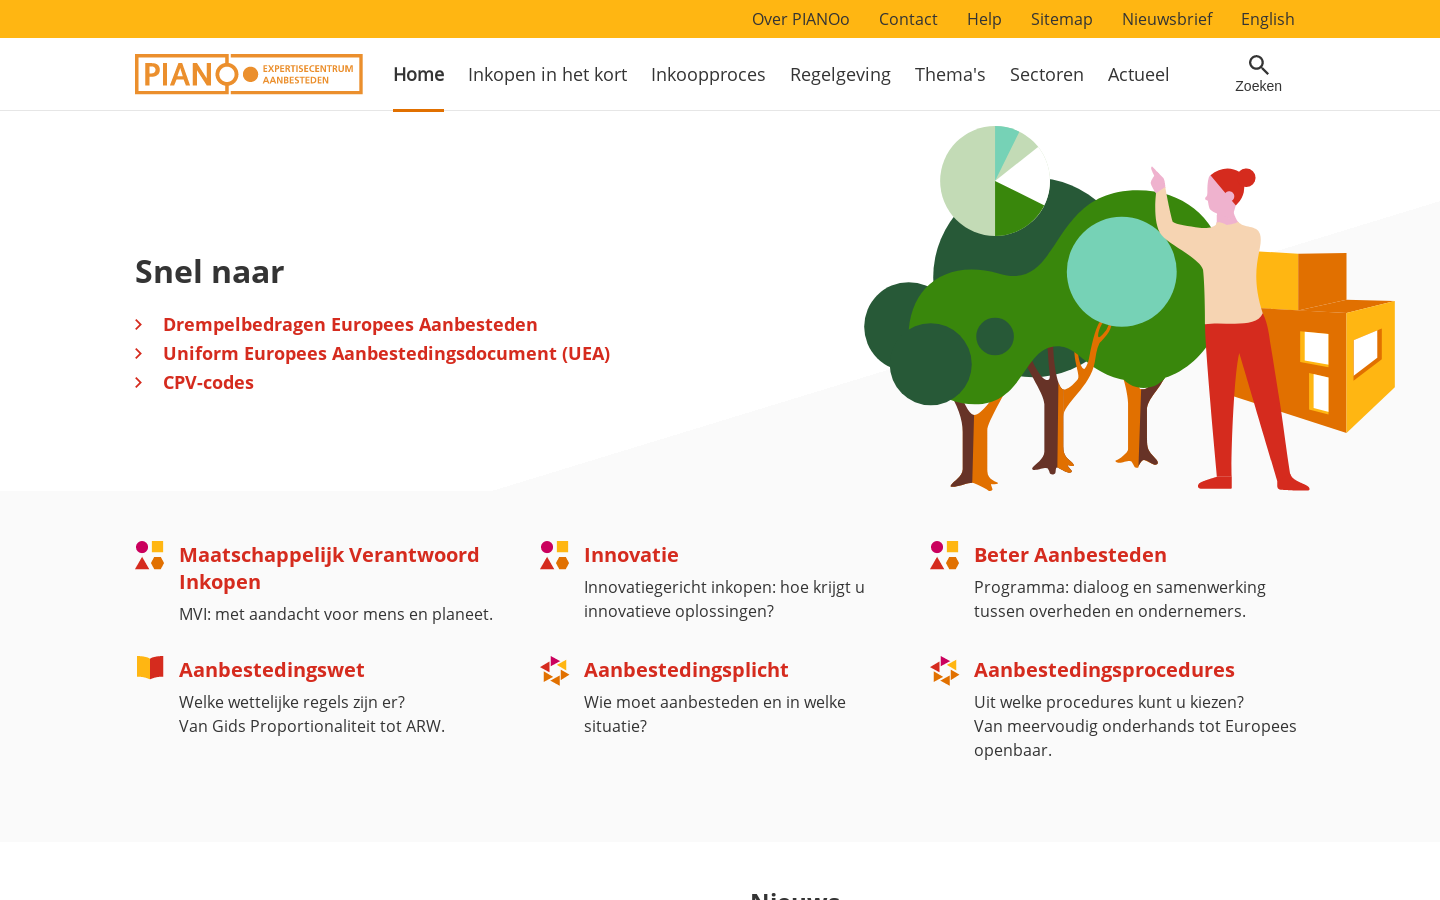 Over PIANOo Contact Help Sitemap Nieuwsbrief English
PIANOo EXPERTISECENTRUM
AANBESTEDEN
Home Inkopen in het kort Inkoopproces Regelgeving Thema's Sectoren Actueel
Zoeken
Snel naar
Drempelbedragen Europees Aanbesteden
Uniform Europees Aanbestedingsdocument (UEA)
CPV-codes
Maatschappelijk Verantwoord
Inkopen
MVI: met aandacht voor mens en planeet.
Innovatie
Innovatiegericht inkopen: hoe krijgt u
innovatieve oplossingen?
Beter Aanbesteden
Programma: dialoog en samenwerking
tussen overheden en ondernemers.
Aanbestedingswet
Welke wettelijke regels zijn er?
Van Gids Proportionaliteit tot ARW.
Aanbestedingsplicht
Wie moet aanbesteden en in welke
situatie?
Aanbestedingsprocedures
Uit welke procedures kunt u kiezen?
Van meervoudig onderhands tot Europees
openbaar.
Nieuws